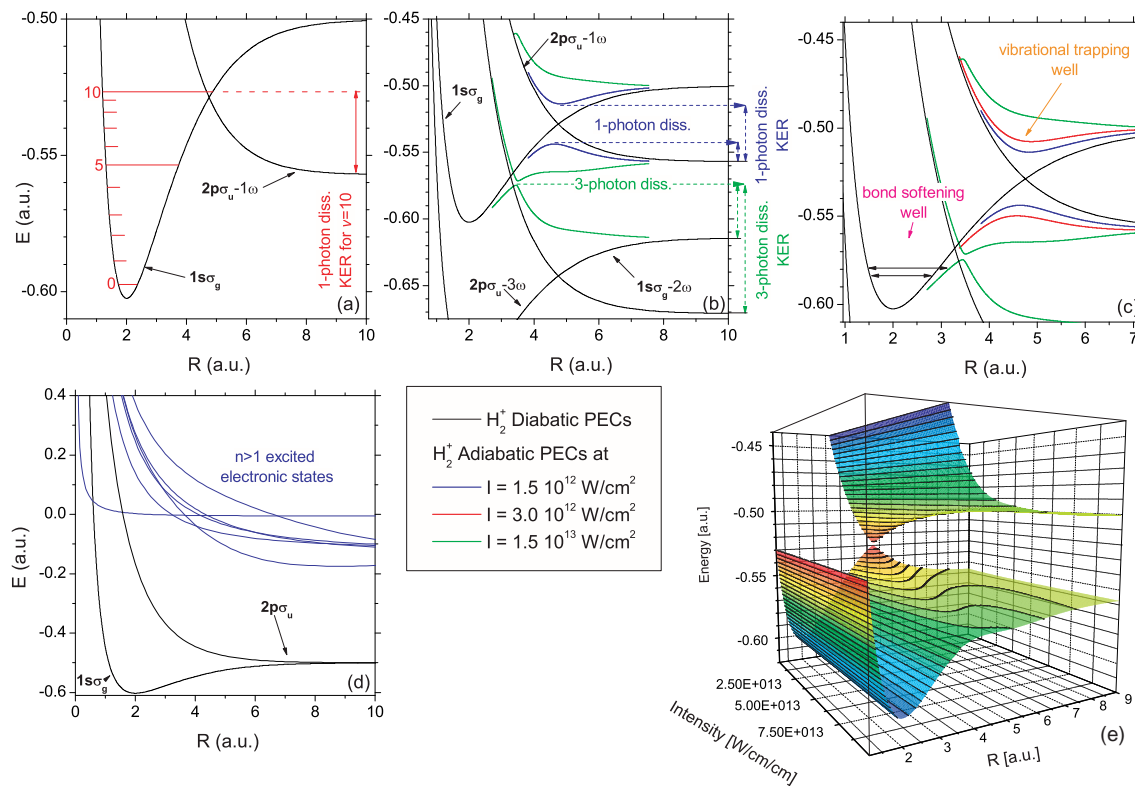 -0.50
-0.55
-0.60
E (a.u.)
10
5
0
1sσg
2pσu-1ω
1-photon diss.
KER for v=10
(a)
0 2 4 6 8 10
R (a.u.)
-0.45
-0.50
-0.55
-0.60
-0.65
2pσu-1ω
1sσg
1-photon diss.
3-photon diss.
2pσu-3ω
1sσg-2ω
(b)
1-photon diss.
KER
3-photon diss.
KER
0 2 4 6 8 10
R (a.u.)
-0.45
-0.50
-0.55
-0.60
vibrational trapping
well
bond softening
well
(c)
1 2 3 4 5 6 7
R (a.u.)
0.4
0.2
0.0
-0.2
-0.4
-0.6
E (a.u.)
n>1 excited
electronic states
2pσu
1sσg
(d)
0 2 4 6 8 10
R (a.u.)
H2+ Diabatic PECs
H2+ Adiabatic PECs at
I = 1.5 10^12 W/cm^2
I = 3.0 10^12 W/cm^2
I = 1.5 10^13 W/cm^2
-0.45
-0.50
-0.55
-0.60
Energy [a.u.]
2.50E+013
5.00E+013
7.50E+013
Intensity [W/cm/cm]
2 3 4 5 6 7 8 9
R [a.u.]
(e)